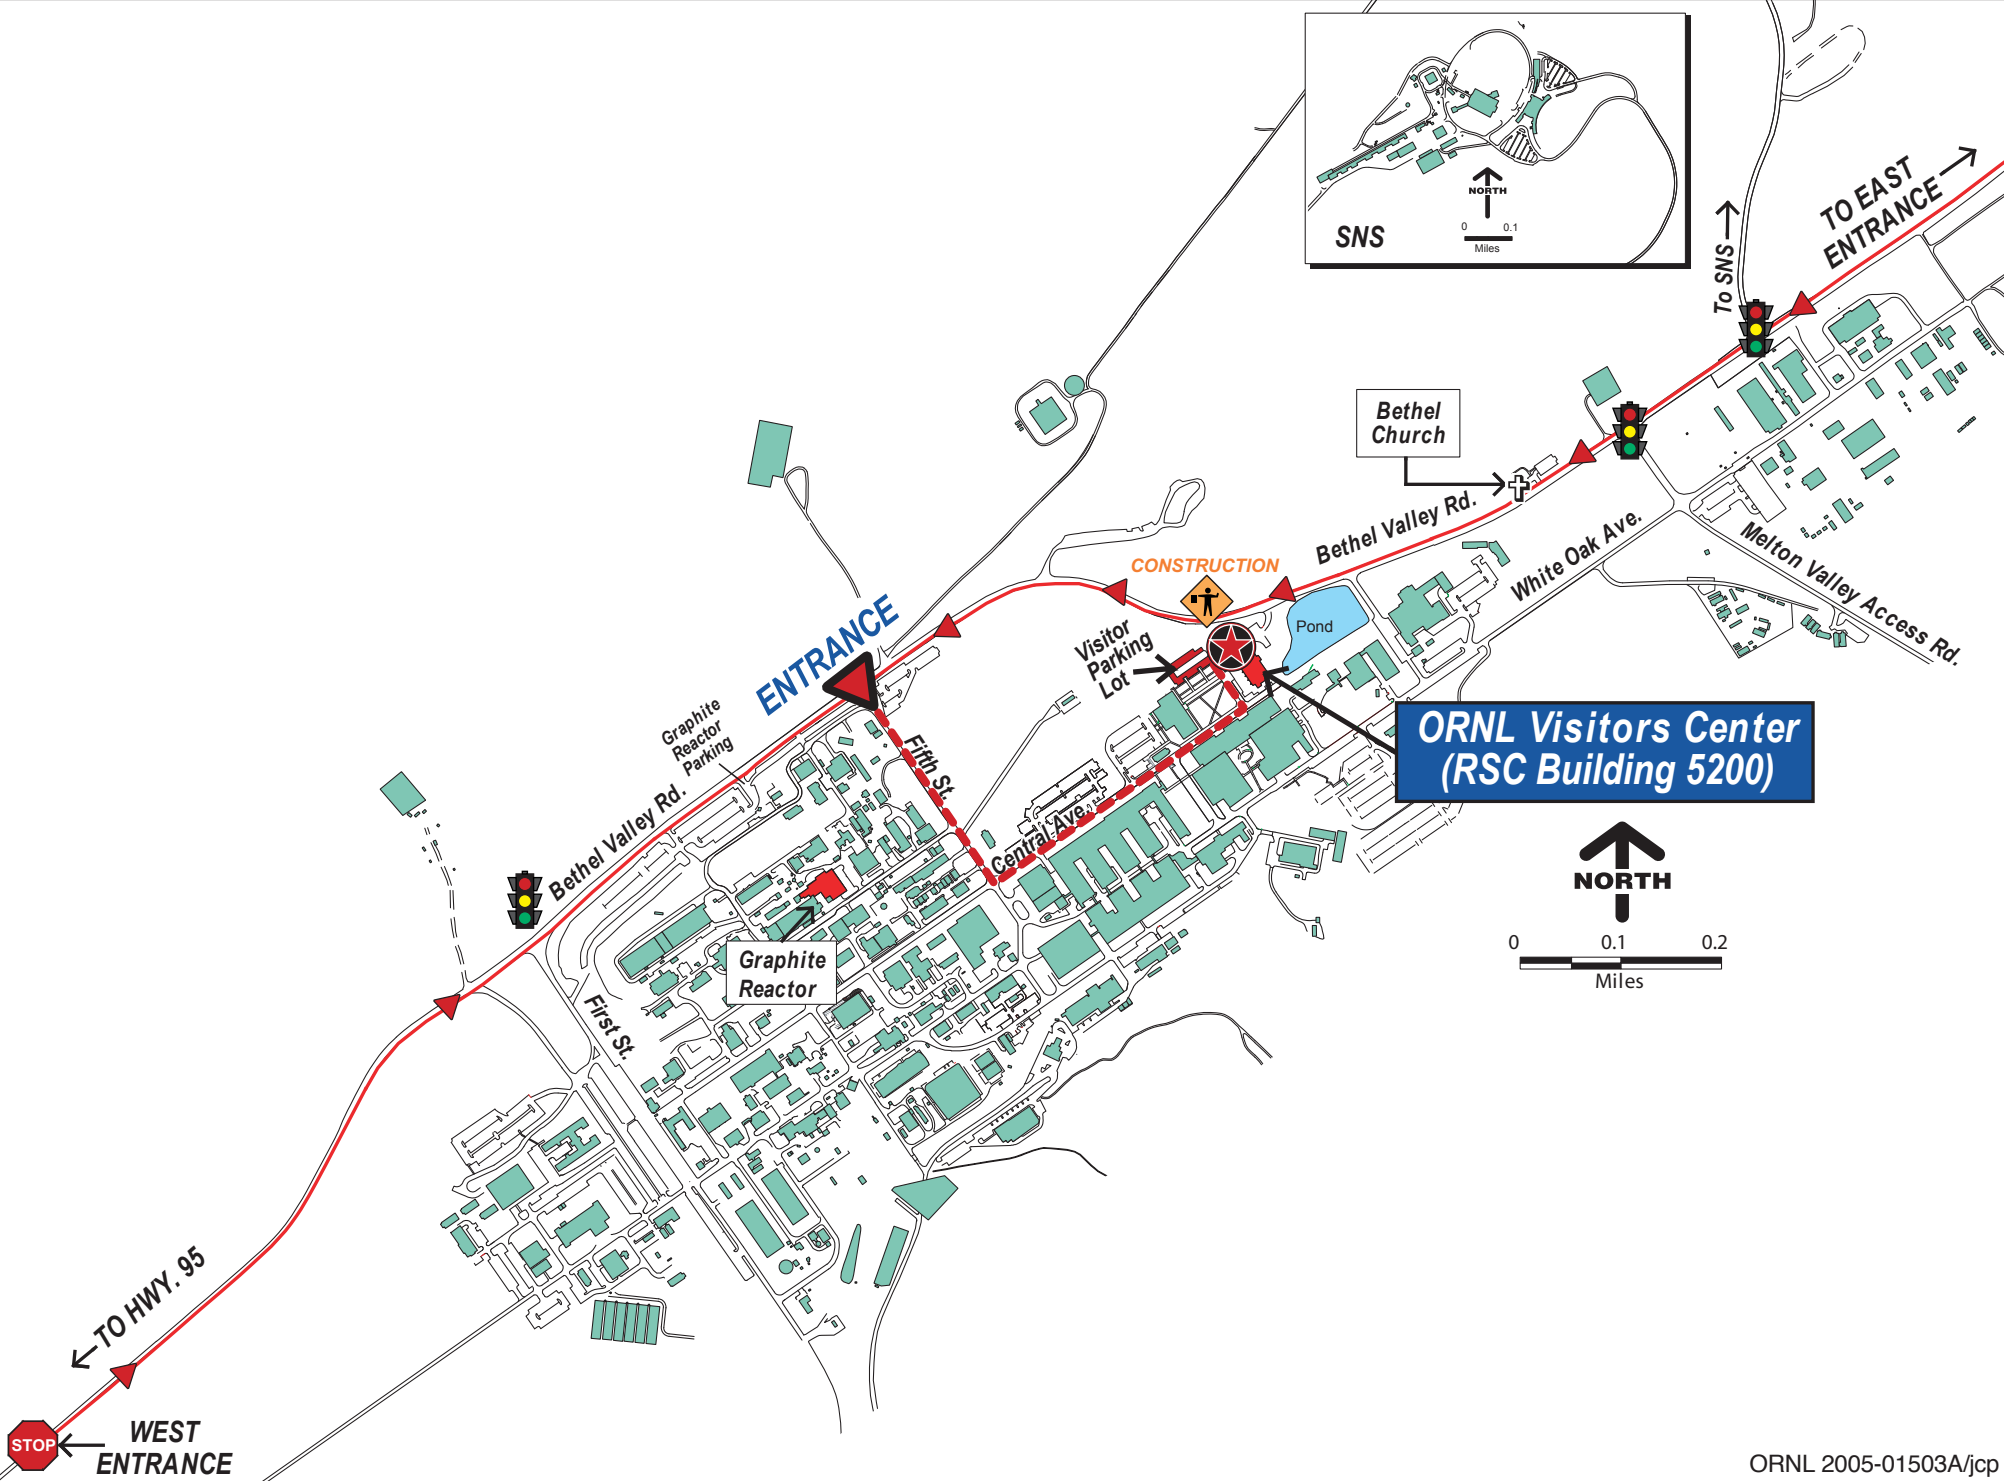 NORTH
0 0.1
Miles
SNS
TO EAST
ENTRANCE
To SNS
Bethel
Church
Bethel Valley Rd.
White Oak Ave.
Melton Valley Access Rd.
CONSTRUCTION
Pond
Visitor
Parking
Lot
ENTRANCE
ORNL Visitors Center
(RSC Building 5200)
Graphite
Reactor
Parking
Fifth St.
Central Ave.
Bethel Valley Rd.
NORTH
0 0.1 0.2
Miles
Graphite
Reactor
First St.
TO HWY. 95
STOP
WEST
ENTRANCE
ORNL 2005-01503A/jcp